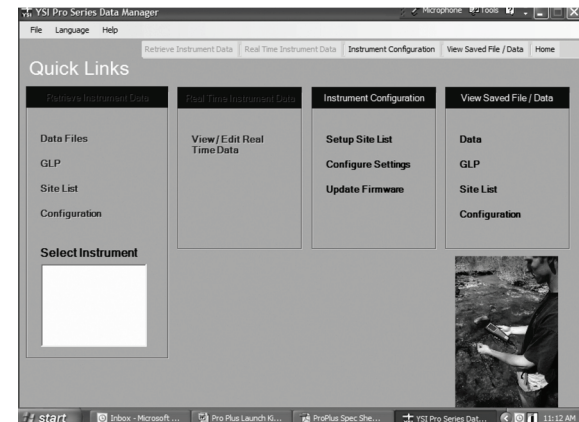 YSI Pro Series Data Manager
Microphone Tools
File Language Help
Retrieve Instrument Data Real Time Instrument Data Instrument Configuration View Saved File / Data Home
Quick Links
Retrieve Instrument Data Real Time Instrument Data Instrument Configuration View Saved File / Data
Data Files
GLP
Site List
Configuration
Select Instrument
View / Edit Real
Time Data
Setup Site List
Configure Settings
Update Firmware
Data
GLP
Site List
Configuration
start Inbox - Microsoft ... Pro Plus Launch Ki... ProPlus Spec She... YSI Pro Series Dat... 11:12 AM